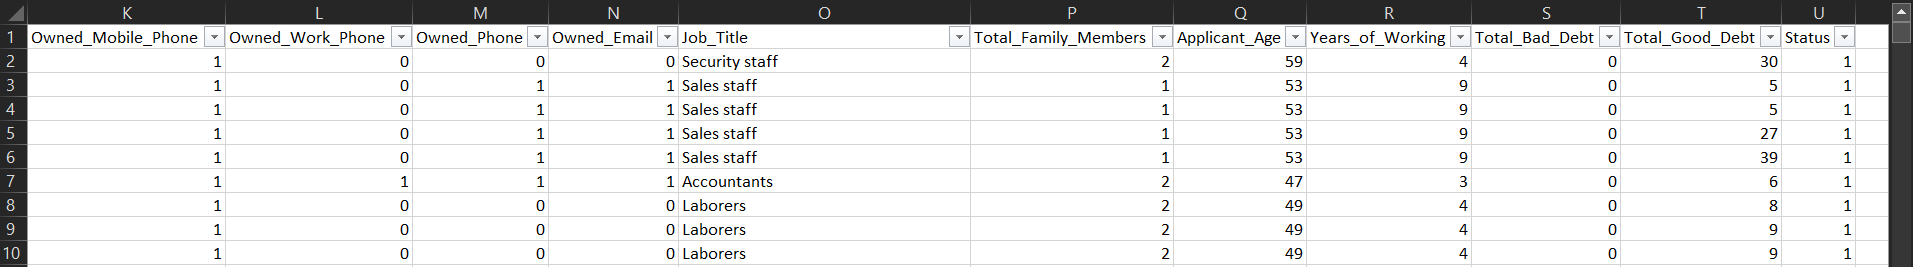 K L M N O P Q R S T U
1 Owned_Mobile_Phone Owned_Work_Phone Owned_Phone Owned_Email Job_Title Total_Family_Members Applicant_Age Years_of_Working Total_Bad_Debt Total_Good_Debt Status
2 1 0 0 0 Security staff 2 59 4 0 30 1
3 1 0 1 1 Sales staff 1 53 9 0 5 1
4 1 0 1 1 Sales staff 1 53 9 0 5 1
5 1 0 1 1 Sales staff 1 53 9 0 27 1
6 1 0 1 1 Sales staff 1 53 9 0 39 1
7 1 1 1 1 Accountants 2 47 3 0 6 1
8 1 0 0 0 Laborers 2 49 4 0 8 1
9 1 0 0 0 Laborers 2 49 4 0 9 1
10 1 0 0 0 Laborers 2 49 4 0 9 1